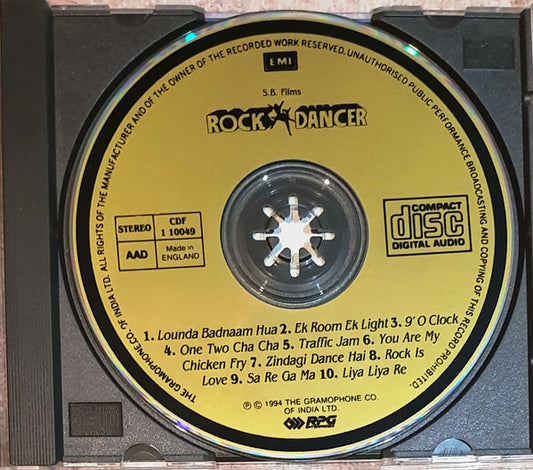 THE GRAMOPHONE CO. OF INDIA LTD. ALL RIGHTS OF THE MANUFACTURER AND OF THE OWNER OF THE RECORDED WORK RESERVED. UNAUTHORISED PUBLIC PERFORMANCE BROADCASTING AND COPYING OF THIS RECORD PROHIBITED.
EMI
S.B. Films
ROCK DANCER
STEREO
CDF
1 10049
AAD
Made in
ENGLAND
COMPACT
disc
DIGITAL AUDIO
1. Lounda Badnaam Hua 2. Ek Room Ek Light 3. 9' O Clock
4. One Two Cha Cha 5. Traffic Jam 6. You Are My
Chicken Fry 7. Zindagi Dance Hai 8. Rock Is
Love 9. Sa Re Ga Ma 10. Liya Liya Re
℗ © 1994 THE GRAMOPHONE CO.
OF INDIA LTD.
RPG